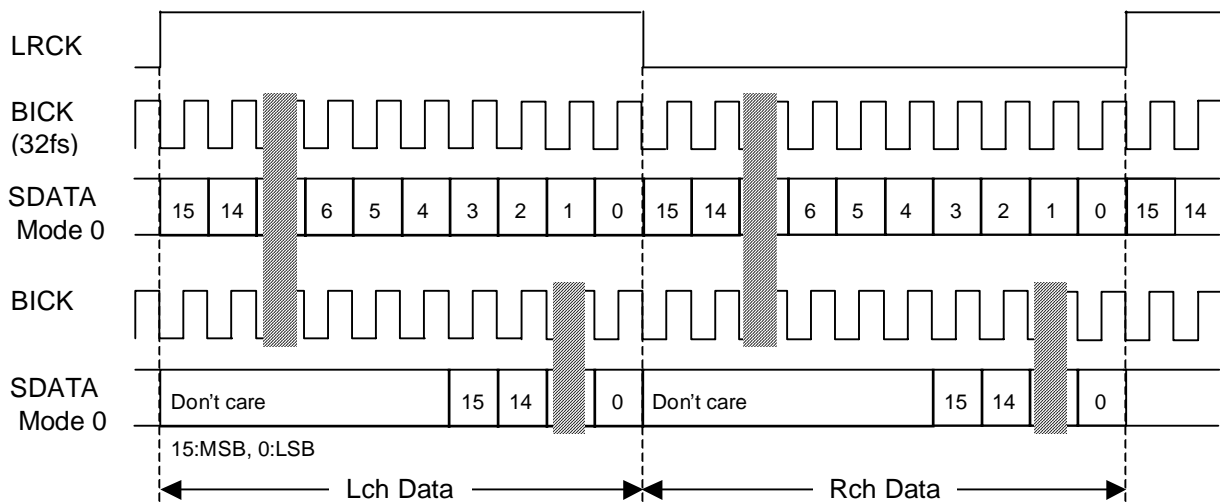 LRCK
BICK
(32fs)
SDATA
Mode 0
15 14 6 5 4 3 2 1 0 15 14 6 5 4 3 2 1 0 15 14
BICK
SDATA
Mode 0
Don't care 15 14 0 Don't care 15 14 0
15:MSB, 0:LSB
Lch Data Rch Data